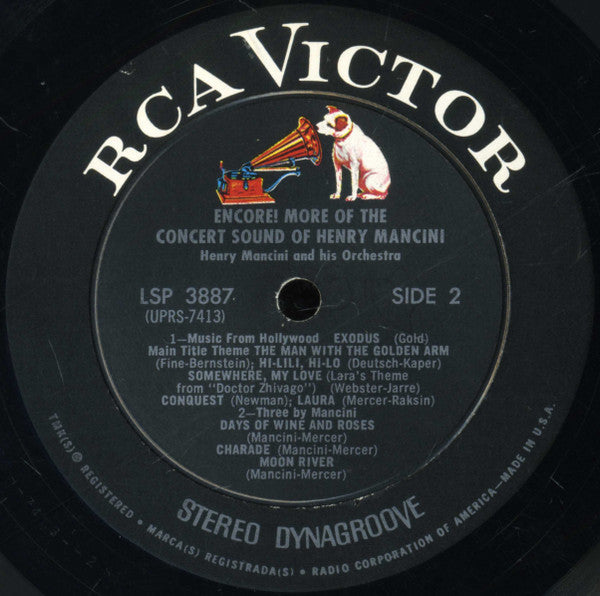 RCA VICTOR
ENCORE! MORE OF THE
CONCERT SOUND OF HENRY MANCINI
Henry Mancini and his Orchestra
LSP 3887 SIDE 2
(UPRS-7413)
1—Music From Hollywood EXODUS (Gold)
Main Title Theme THE MAN WITH THE GOLDEN ARM
(Fine-Bernstein); HI-LILI, HI-LO (Deutsch-Kaper)
SOMEWHERE, MY LOVE (Lara's Theme
from "Doctor Zhivago") (Webster-Jarre)
CONQUEST (Newman); LAURA (Mercer-Raksin)
2—Three by Mancini
DAYS OF WINE AND ROSES
(Mancini-Mercer)
CHARADE (Mancini-Mercer)
MOON RIVER
(Mancini-Mercer)
STEREO DYNAGROOVE
TMK(S) ® REGISTERED • MARCA(S) REGISTRADA(S) • RADIO CORPORATION OF AMERICA—MADE IN U.S.A.